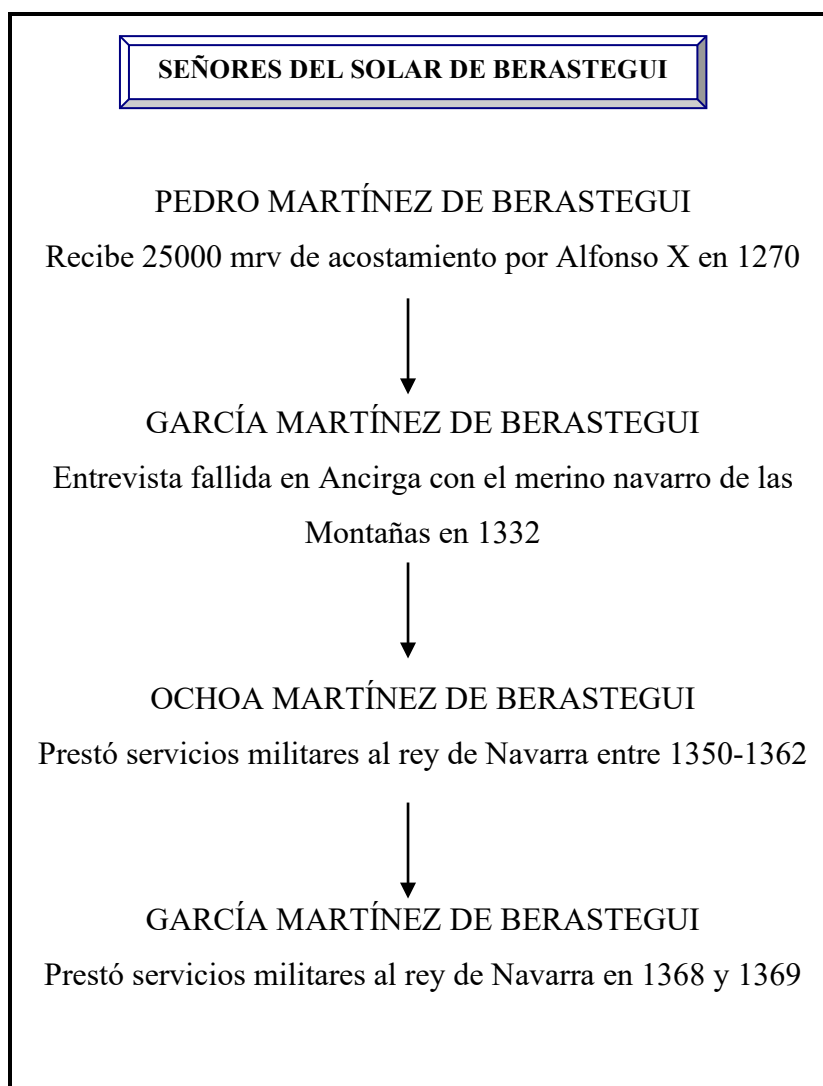 SEÑORES DEL SOLAR DE BERASTEGUI
PEDRO MARTÍNEZ DE BERASTEGUI
Recibe 25000 mrv de acostamiento por Alfonso X en 1270
GARCÍA MARTÍNEZ DE BERASTEGUI
Entrevista fallida en Ancirga con el merino navarro de las
Montañas en 1332
OCHOA MARTÍNEZ DE BERASTEGUI
Prestó servicios militares al rey de Navarra entre 1350-1362
GARCÍA MARTÍNEZ DE BERASTEGUI
Prestó servicios militares al rey de Navarra en 1368 y 1369